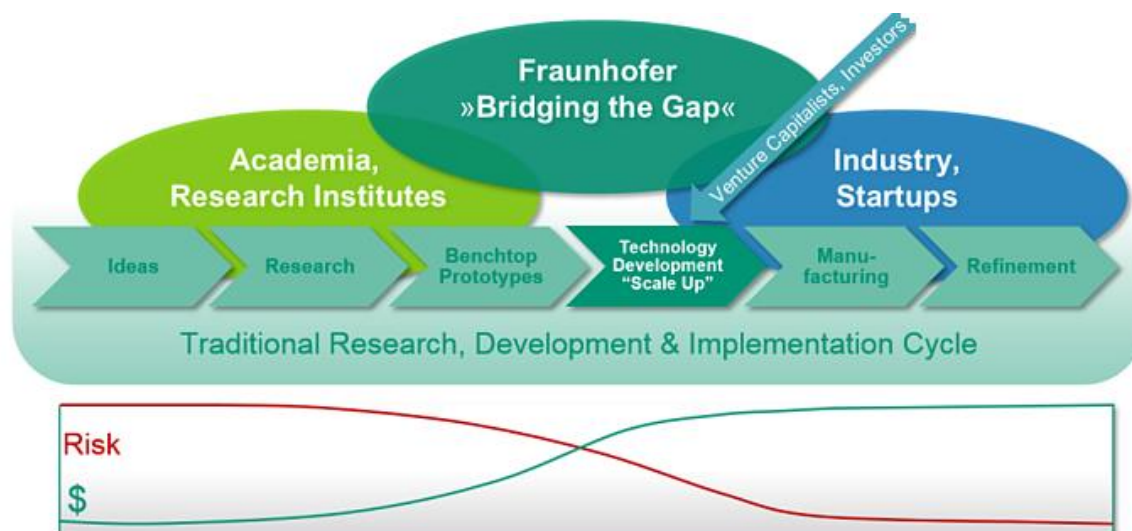 Fraunhofer
»Bridging the Gap«
Venture Capitalists, Investors
Academia,
Research Institutes
Industry,
Startups
Ideas
Research
Benchtop
Prototypes
Technology
Development
“Scale Up”
Manu-
facturing
Refinement
Traditional Research, Development & Implementation Cycle
Risk
$